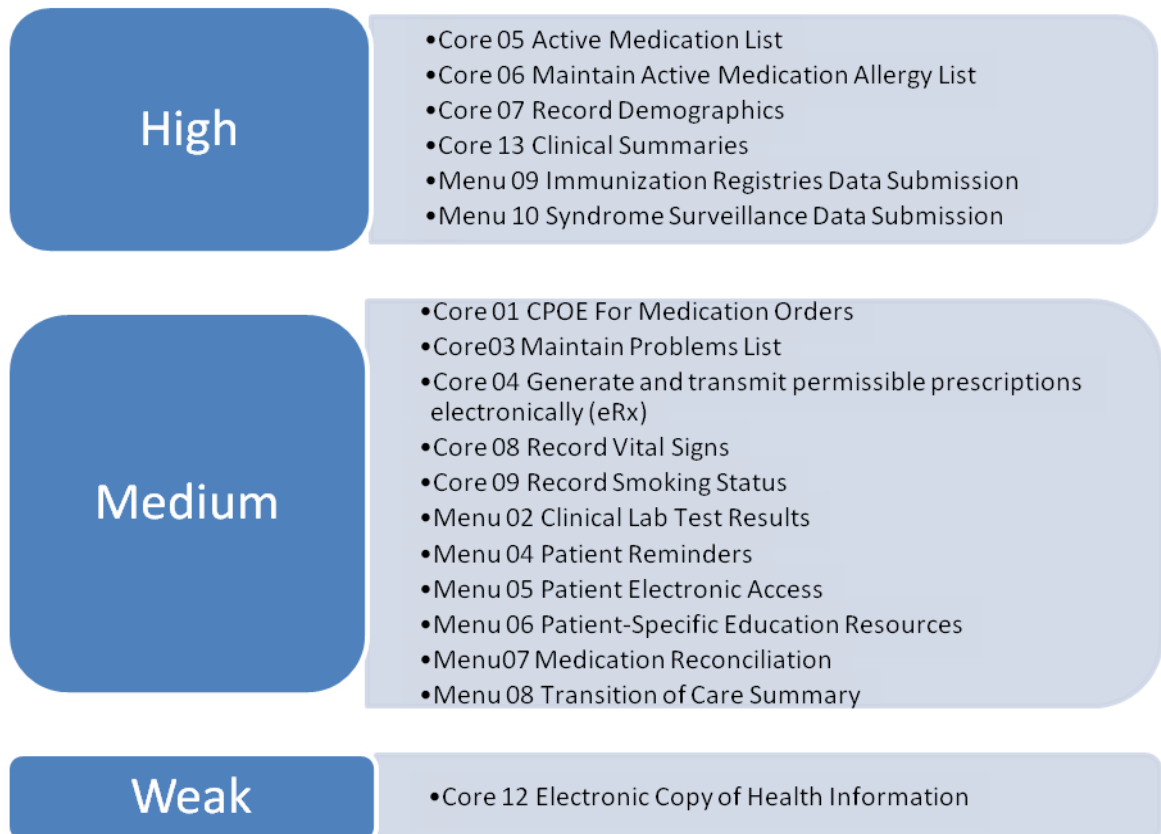 High
•Core 05 Active Medication List
•Core 06 Maintain Active Medication Allergy List
•Core 07 Record Demographics
•Core 13 Clinical Summaries
•Menu 09 Immunization Registries Data Submission
•Menu 10 Syndrome Surveillance Data Submission
Medium
•Core 01 CPOE For Medication Orders
•Core03 Maintain Problems List
•Core 04 Generate and transmit permissible prescriptions
electronically (eRx)
•Core 08 Record Vital Signs
•Core 09 Record Smoking Status
•Menu 02 Clinical Lab Test Results
•Menu 04 Patient Reminders
•Menu 05 Patient Electronic Access
•Menu 06 Patient-Specific Education Resources
•Menu07 Medication Reconciliation
•Menu 08 Transition of Care Summary
Weak
•Core 12 Electronic Copy of Health Information